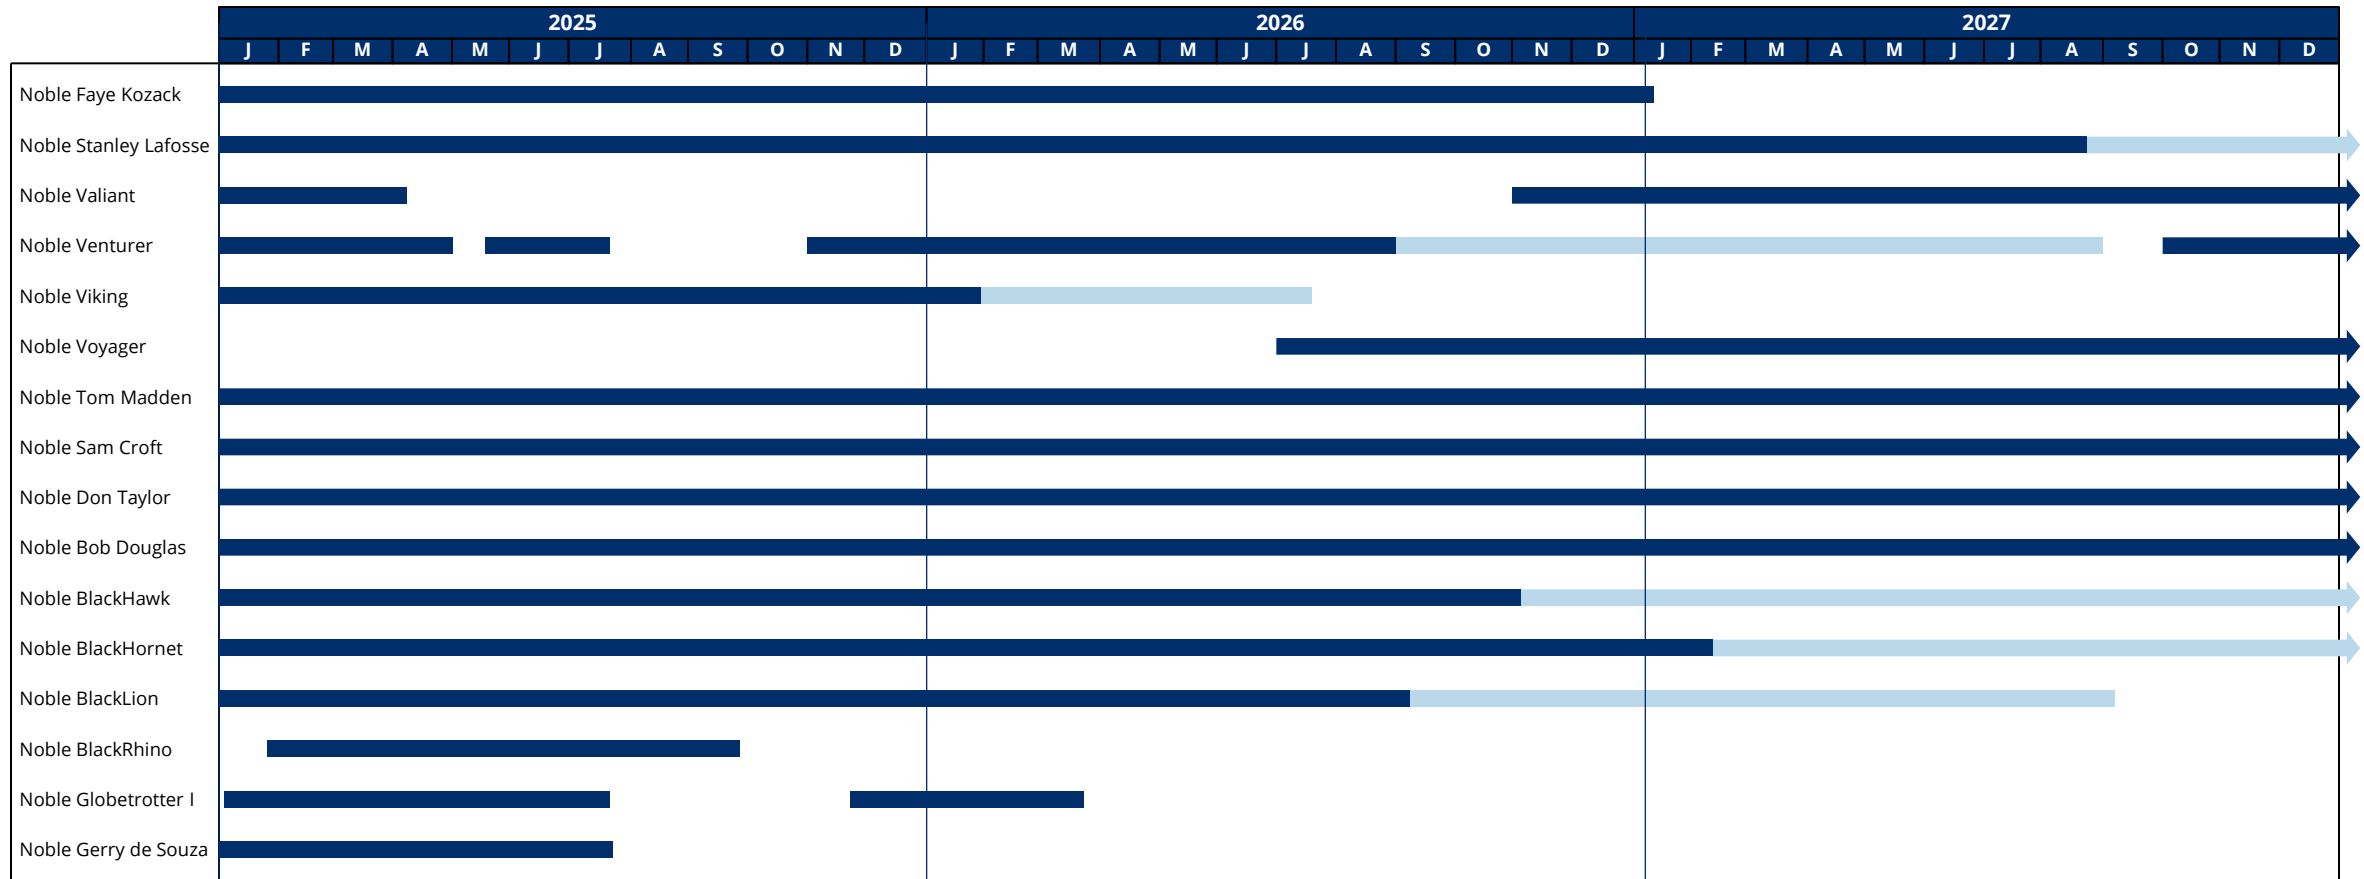 2025 2026 2027
J F M A M J J A S O N D J F M A M J J A S O N D J F M A M J J A S O N D
Noble Faye Kozack
Noble Stanley Lafosse
Noble Valiant
Noble Venturer
Noble Viking
Noble Voyager
Noble Tom Madden
Noble Sam Croft
Noble Don Taylor
Noble Bob Douglas
Noble BlackHawk
Noble BlackHornet
Noble BlackLion
Noble BlackRhino
Noble Globetrotter I
Noble Gerry de Souza